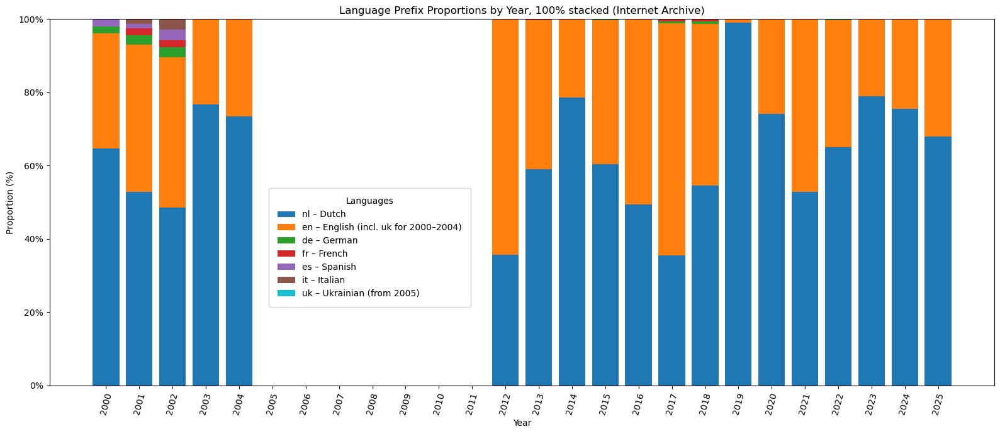 Language Prefix Proportions by Year, 100% stacked (Internet Archive)
100%
80%
60%
40%
20%
0%
Proportion (%)
Languages
nl – Dutch
en – English (incl. uk for 2000–2004)
de – German
fr – French
es – Spanish
it – Italian
uk – Ukrainian (from 2005)
2000 2001 2002 2003 2004 2005 2006 2007 2008 2009 2010 2011 2012 2013 2014 2015 2016 2017 2018 2019 2020 2021 2022 2023 2024 2025
Year